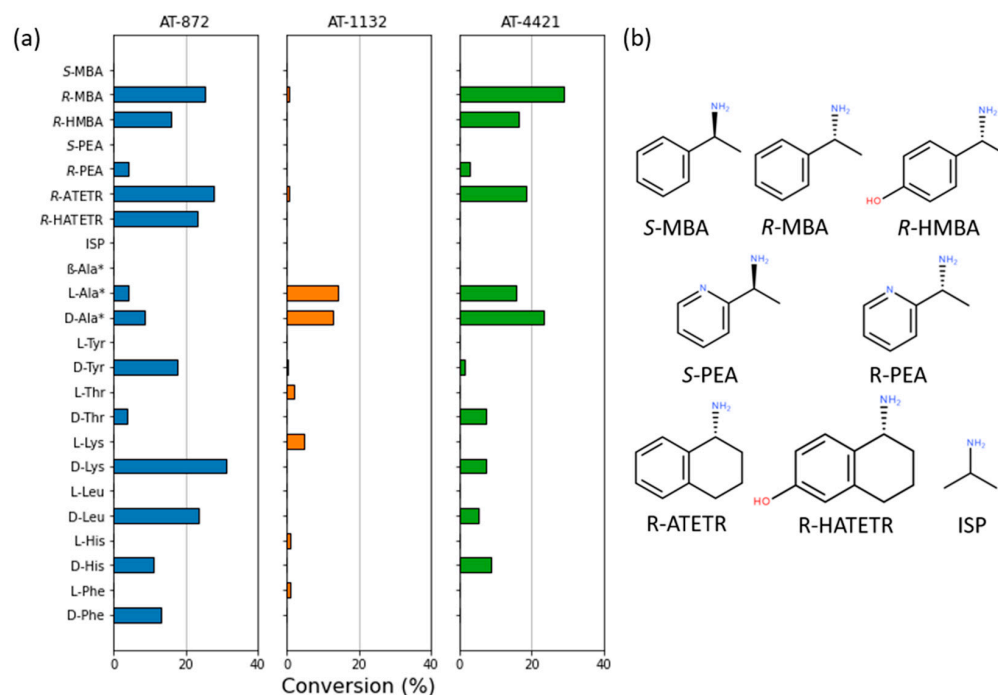 (a)
AT-872 AT-1132 AT-4421
S-MBA
R-MBA
R-HMBA
S-PEA
R-PEA
R-ATETR
R-HATETR
ISP
ß-Ala*
L-Ala*
D-Ala*
L-Tyr
D-Tyr
L-Thr
D-Thr
L-Lys
D-Lys
L-Leu
D-Leu
L-His
D-His
L-Phe
D-Phe
0 20 40 0 20 40 0 20 40
Conversion (%)
(b)
NH2 NH2 NH2
HO
S-MBA R-MBA R-HMBA
NH2 NH2
N N
S-PEA R-PEA
NH2 NH2 NH2
HO
R-ATETR R-HATETR ISP